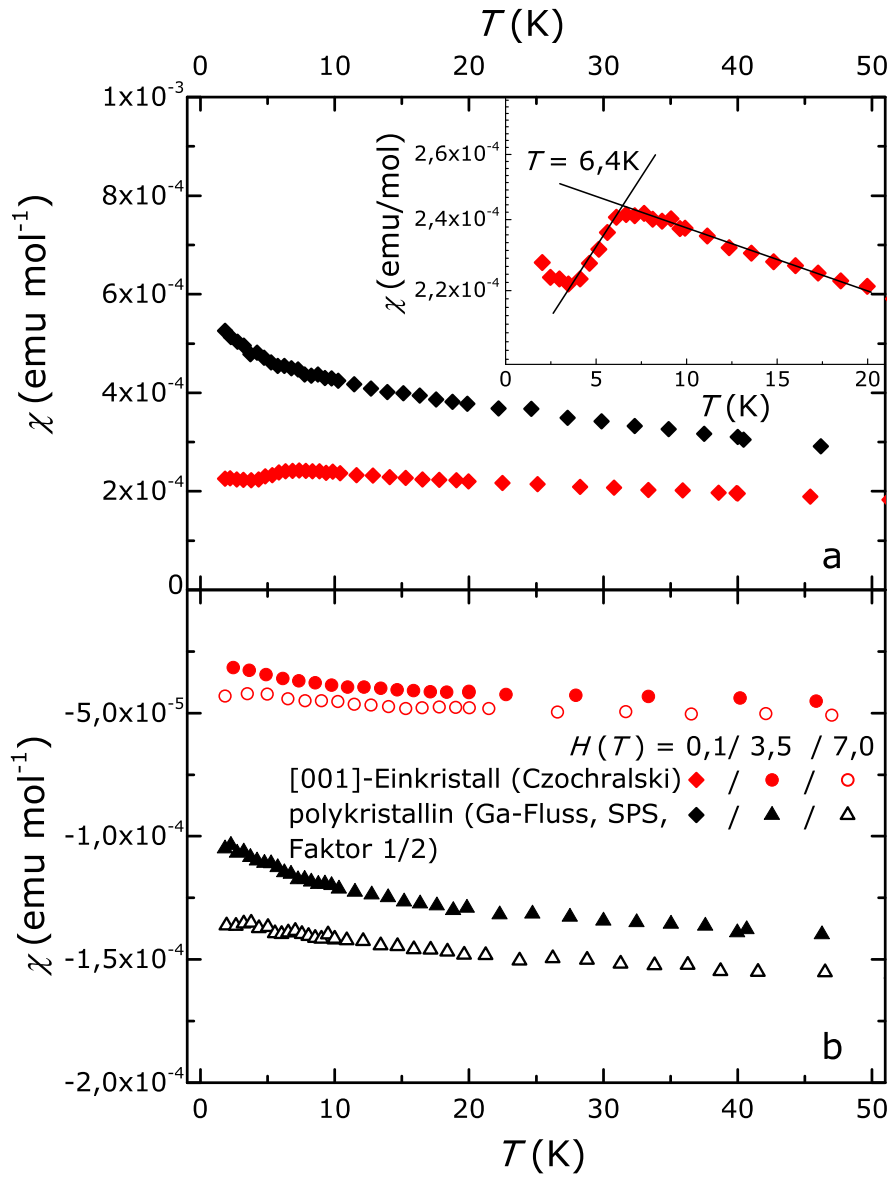 T (K)
0 10 20 30 40 50
1x10⁻³
8x10⁻⁴
6x10⁻⁴
4x10⁻⁴
2x10⁻⁴
0
χ (emu mol⁻¹)
2,6x10⁻⁴
2,4x10⁻⁴
2,2x10⁻⁴
χ (emu/mol)
T = 6,4K
0 5 10 15 20
T (K)
a
-5,0x10⁻⁵
-1,0x10⁻⁴
-1,5x10⁻⁴
-2,0x10⁻⁴
χ (emu mol⁻¹)
H (T) = 0,1/ 3,5 / 7,0
[001]-Einkristall (Czochralski) / /
polykristallin (Ga-Fluss, SPS, / /
Faktor 1/2)
b
0 10 20 30 40 50
T (K)